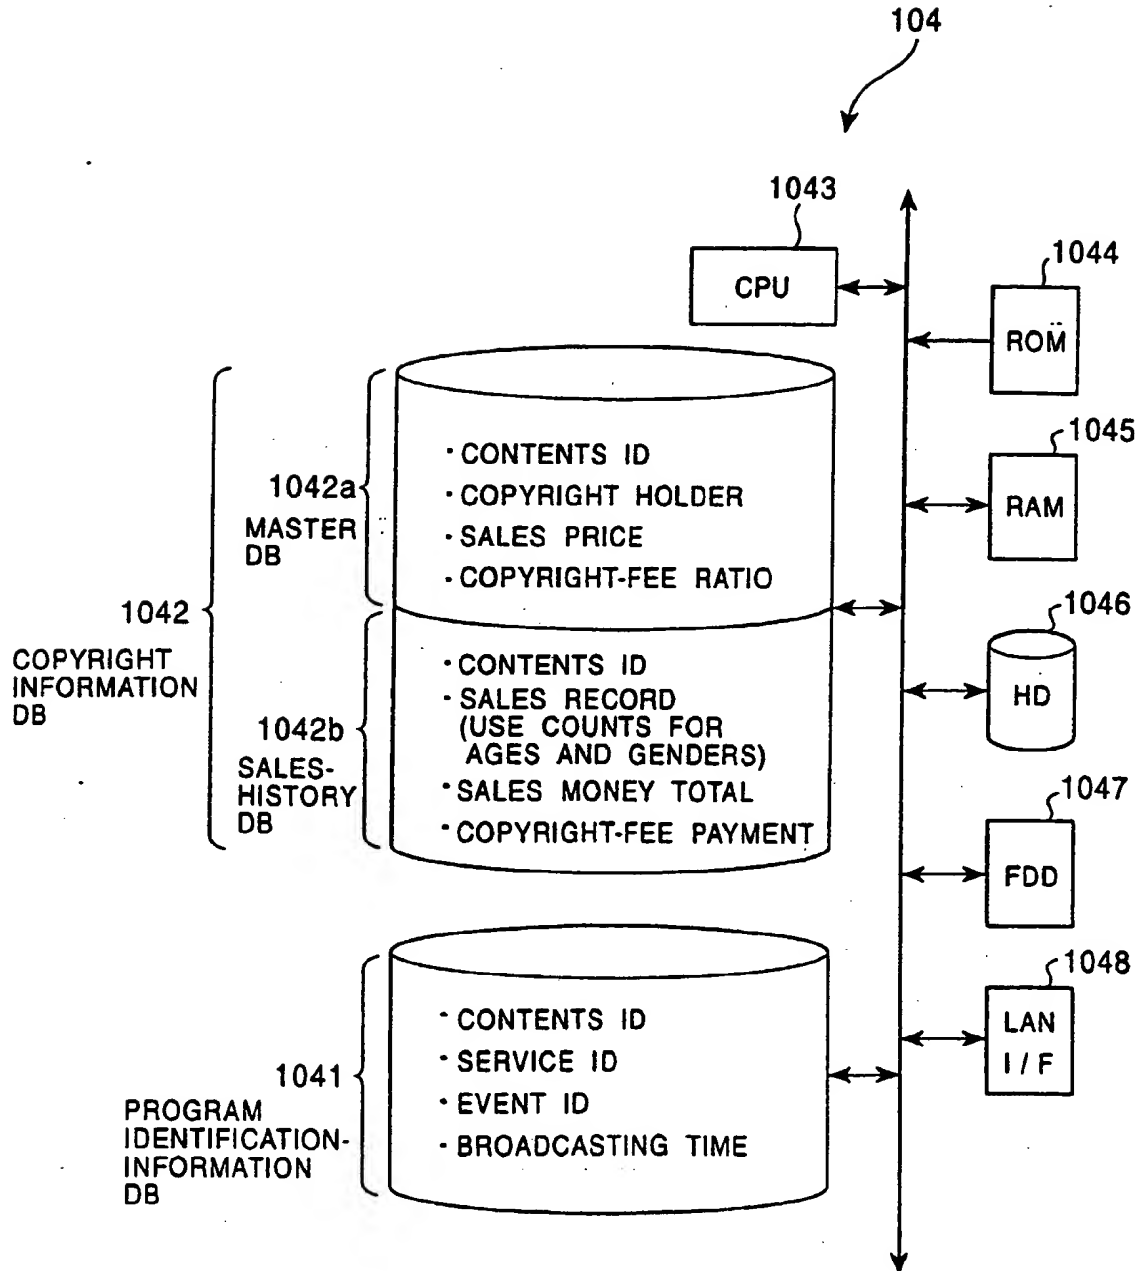 104
1043
CPU
1044
ROM
1045
RAM
1046
HD
1047
FDD
1048
LAN
I / F
1042
COPYRIGHT
INFORMATION
DB
1042a
MASTER
DB
· CONTENTS ID
· COPYRIGHT HOLDER
· SALES PRICE
· COPYRIGHT-FEE RATIO
1042b
SALES-
HISTORY
DB
· CONTENTS ID
· SALES RECORD
(USE COUNTS FOR
AGES AND GENDERS)
· SALES MONEY TOTAL
· COPYRIGHT-FEE PAYMENT
1041
PROGRAM
IDENTIFICATION-
INFORMATION
DB
· CONTENTS ID
· SERVICE ID
· EVENT ID
· BROADCASTING TIME